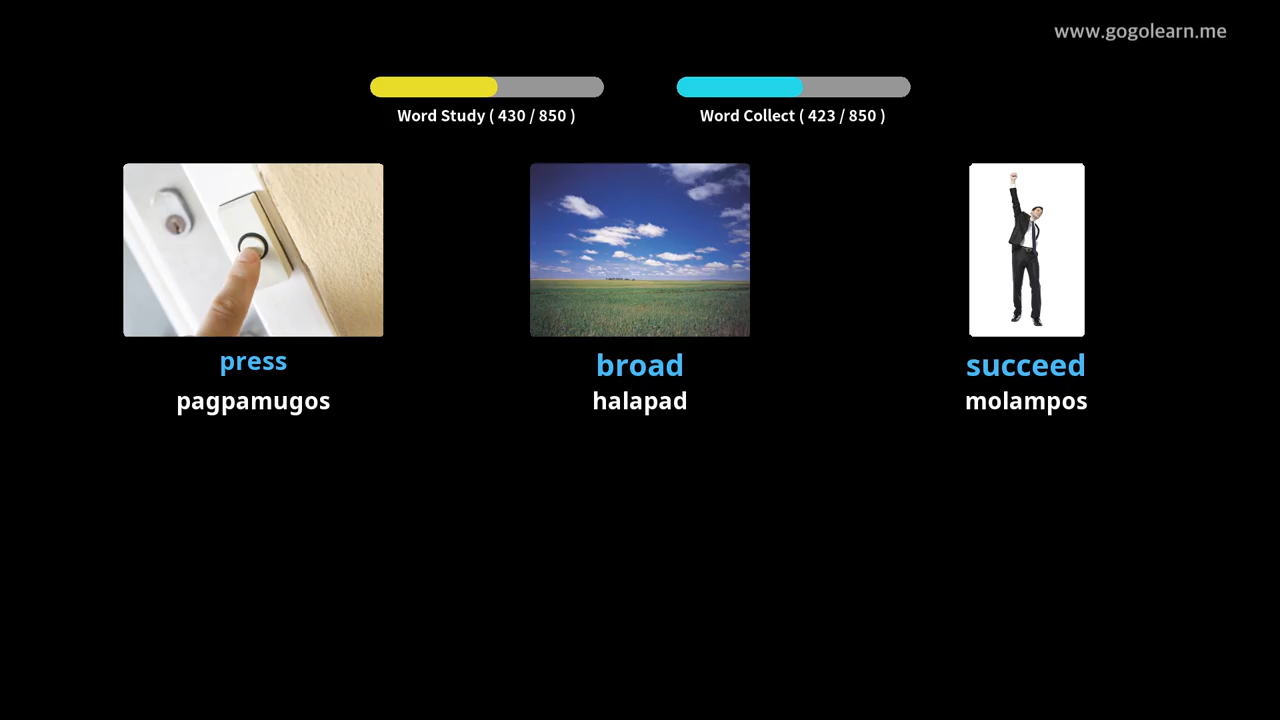 www.gogolearn.me
Word Study ( 430 / 850 )
Word Collect ( 423 / 850 )
press
broad
succeed
pagpamugos
halapad
molampos